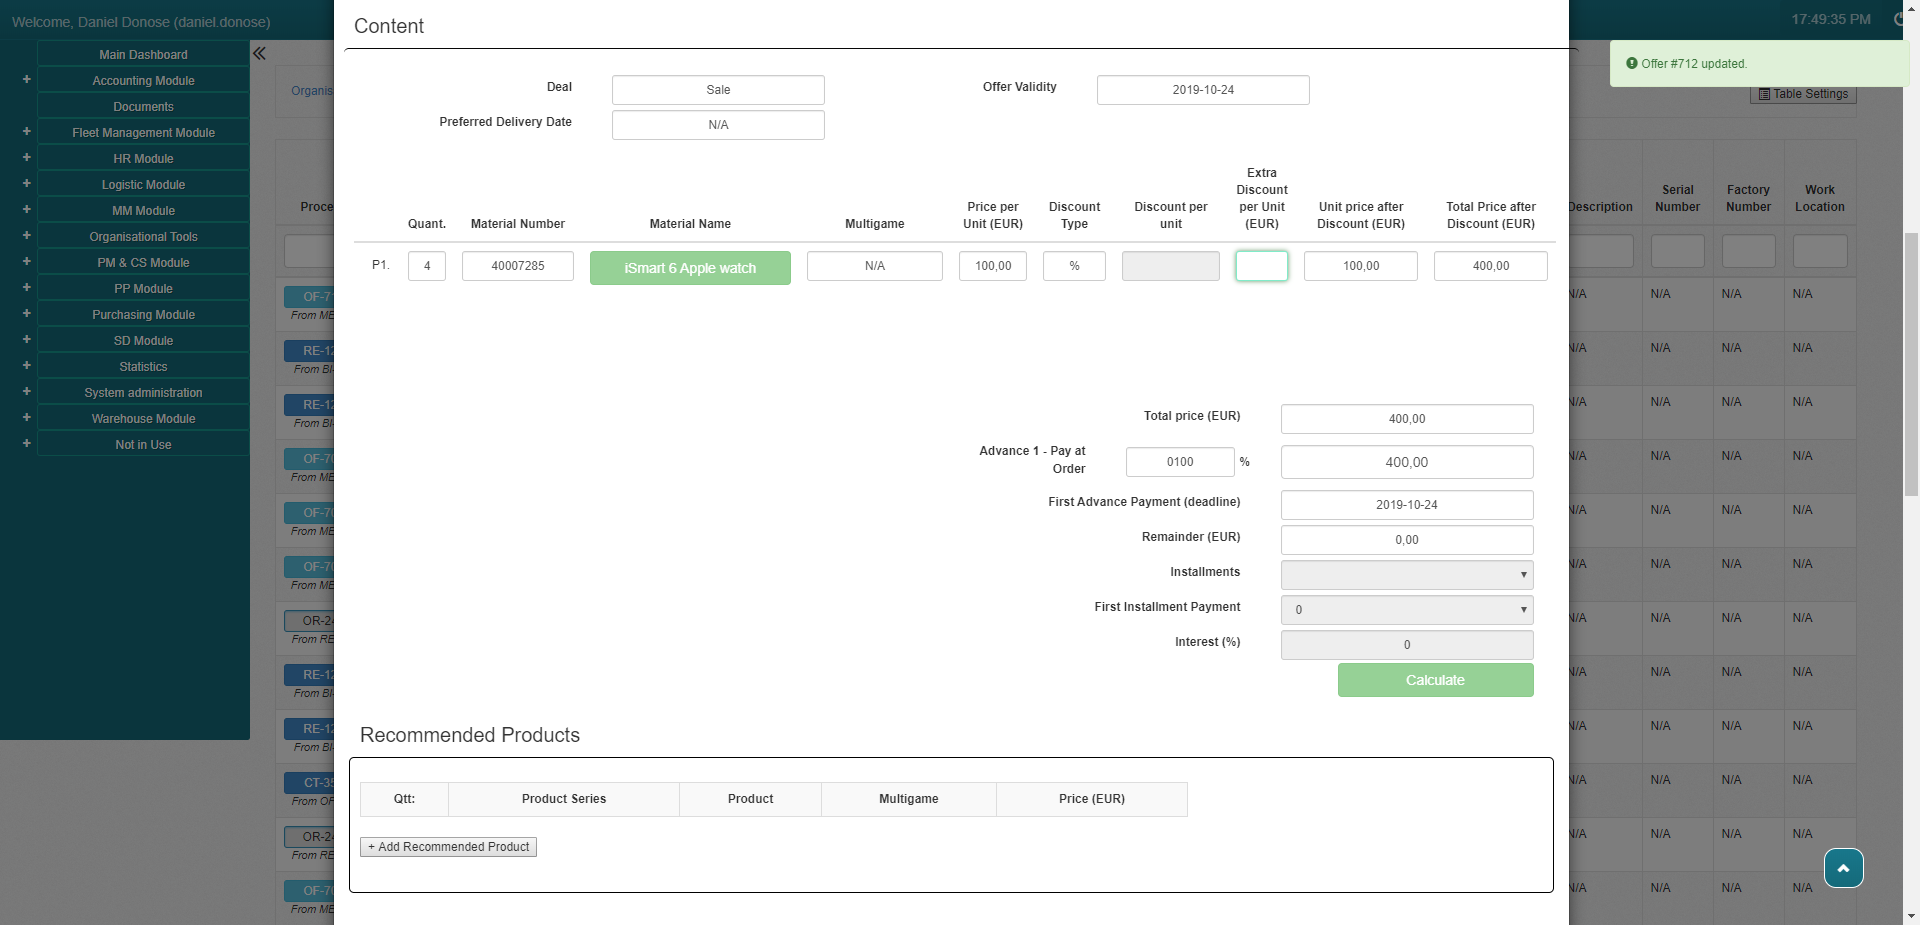 Welcome, Daniel Donose (daniel.donose)
17:49:35 PM
Main Dashboard
Accounting Module
Documents
Fleet Management Module
HR Module
Logistic Module
MM Module
Organisational Tools
PM & CS Module
PP Module
Purchasing Module
SD Module
Statistics
System administration
Warehouse Module
Not in Use
Content
Offer #712 updated.
Table Settings
Deal
Sale
Offer Validity
2019-10-24
Preferred Delivery Date
N/A
Quant.
Material Number
Material Name
Multigame
Price per
Unit (EUR)
Discount
Type
Discount per
unit
Extra
Discount
per Unit
(EUR)
Unit price after
Discount (EUR)
Total Price after
Discount (EUR)
P1.
4
40007285
iSmart 6 Apple watch
N/A
100,00
%
100,00
400,00
Total price (EUR)
400,00
Advance 1 - Pay at
Order
0100
%
400,00
First Advance Payment (deadline)
2019-10-24
Remainder (EUR)
0,00
Installments
First Installment Payment
0
Interest (%)
0
Calculate
Recommended Products
Qtt:
Product Series
Product
Multigame
Price (EUR)
+ Add Recommended Product
Description
Serial
Number
Factory
Number
Work
Location
N/A N/A N/A N/A
N/A N/A N/A N/A
N/A N/A N/A N/A
N/A N/A N/A N/A
N/A N/A N/A N/A
N/A N/A N/A N/A
N/A N/A N/A N/A
N/A N/A N/A N/A
N/A N/A N/A N/A
N/A N/A N/A N/A
N/A N/A N/A N/A
N/A N/A N/A N/A